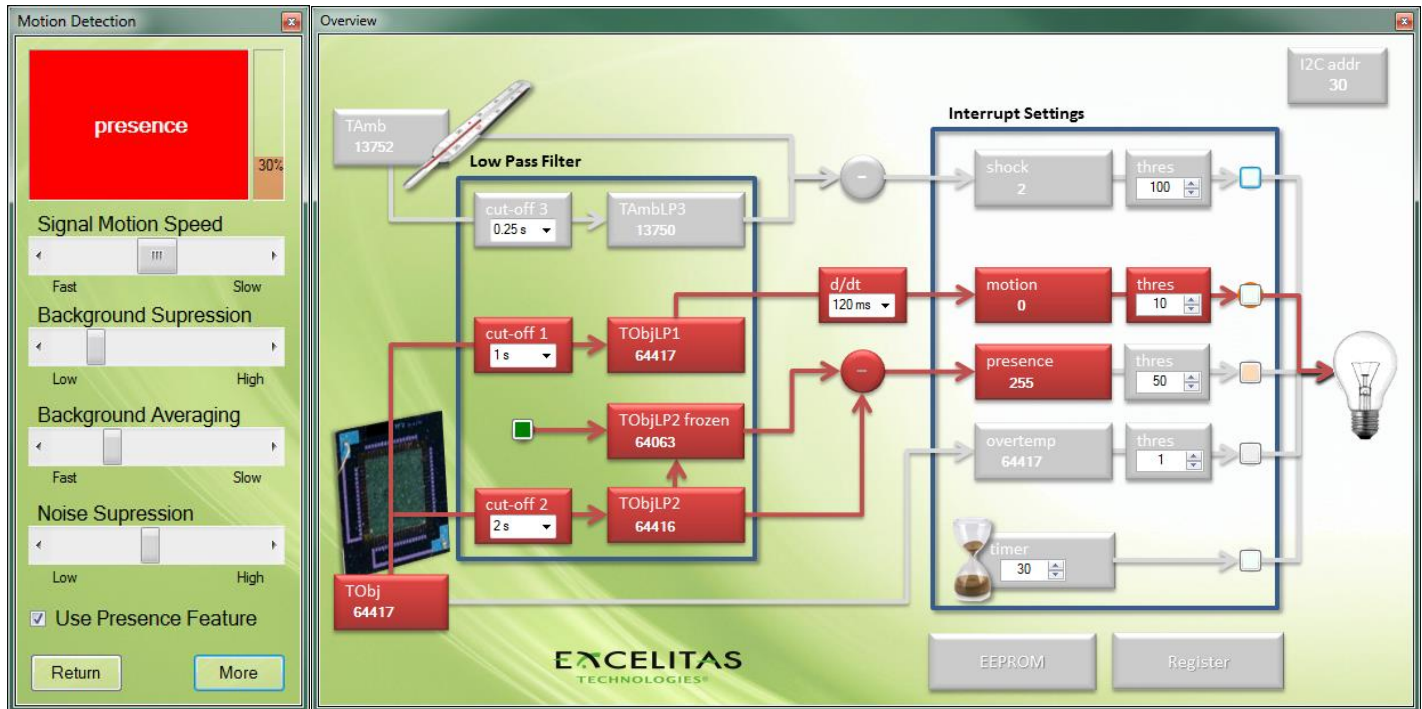 Motion Detection
presence
30%
Signal Motion Speed
Fast Slow
Background Supression
Low High
Background Averaging
Fast Slow
Noise Supression
Low High
Use Presence Feature
Return More
Overview
I2C addr
30
TAmb
13752
Low Pass Filter
cut-off 3
0.25 s
TAmbLP3
13750
cut-off 1
1 s
TObjLP1
64417
TObjLP2 frozen
64063
cut-off 2
2 s
TObjLP2
64416
TObj
64417
d/dt
120 ms
-
-
Interrupt Settings
shock
2
thres
100
motion
0
thres
10
presence
255
thres
50
overtemp
64417
thres
1
timer
30
EXCELITAS
TECHNOLOGIES®
EEPROM
Register